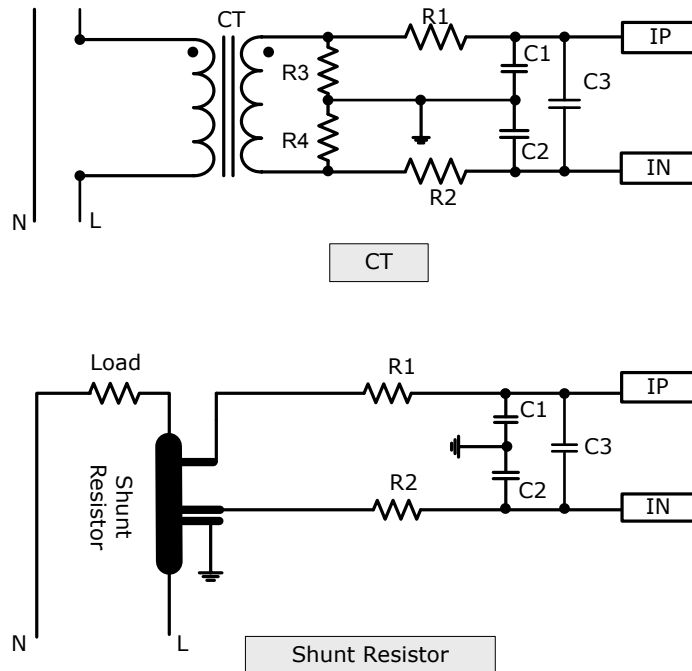 CT
R1
IP
R3
C1
C3
R4
C2
R2
IN
N
L
CT
Load
R1
IP
C1
C3
Shunt
Resistor
R2
C2
IN
N
L
Shunt Resistor